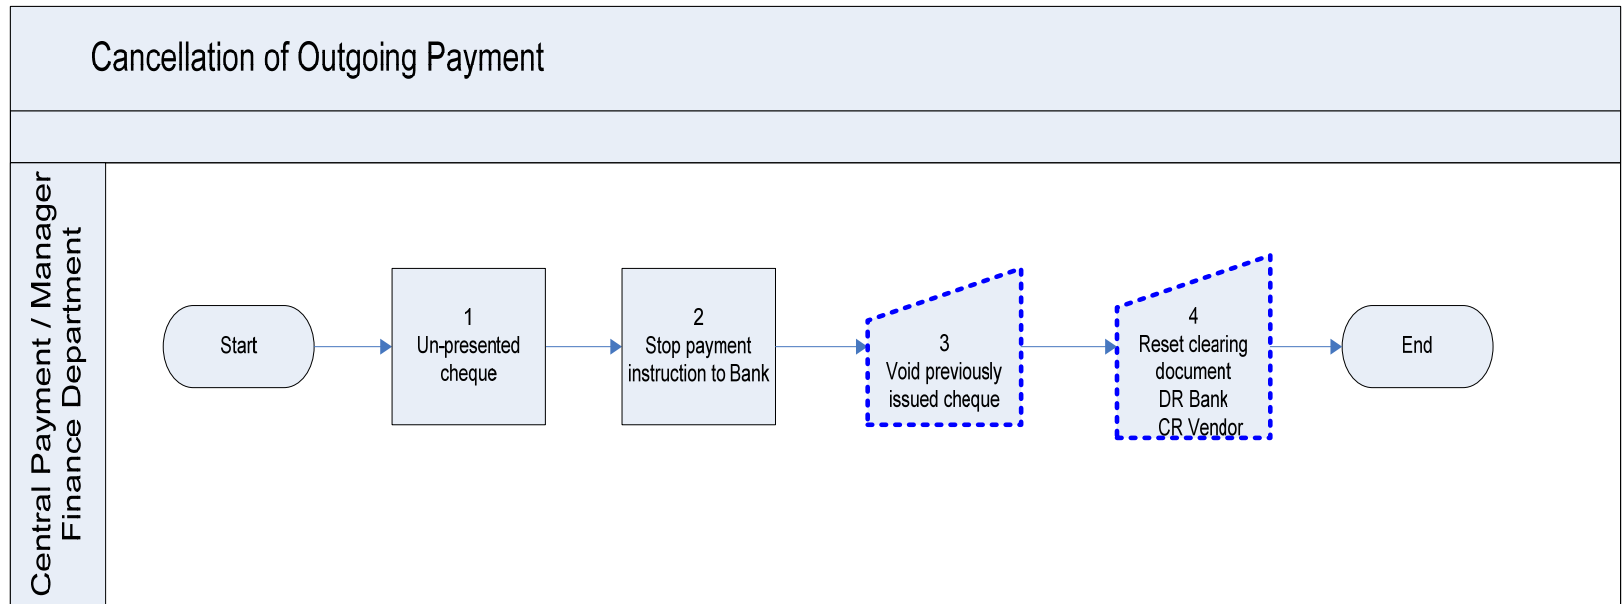 Cancellation of Outgoing Payment
Central Payment / Manager
Finance Department
Start
1
Un-presented
cheque
2
Stop payment
instruction to Bank
3
Void previously
issued cheque
4
Reset clearing
document
DR Bank
CR Vendor
End